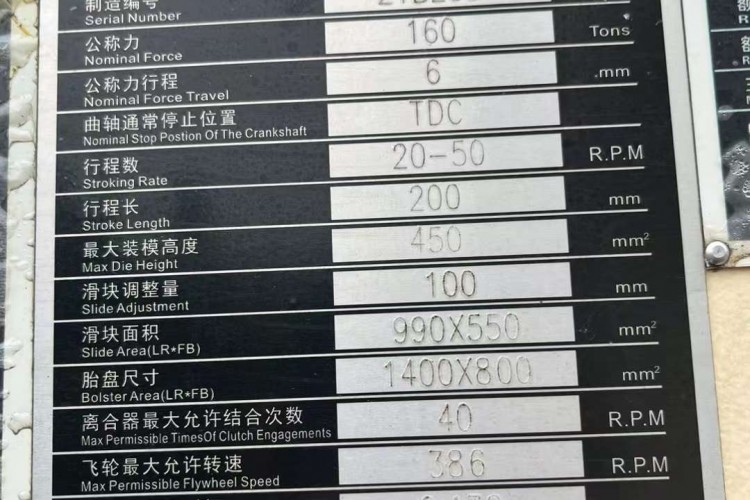 制造编号
Serial Number
公称力 160 Tons
Nominal Force
公称力行程 6 mm
Nominal Force Travel
曲轴通常停止位置 TDC
Nominal Stop Postion Of The Crankshaft
行程数 20-50 R.P.M
Stroking Rate
行程长 200 mm
Stroke Length
最大装模高度 450 mm²
Max Die Height
滑块调整量 100 mm
Slide Adjustment
滑块面积 990X550 mm²
Slide Area(LR*FB)
胎盘尺寸 1400X800 mm²
Bolster Area(LR*FB)
离合器最大允许结合次数 40 R.P.M
Max Permissible TimesOf Clutch Engagements
飞轮最大允许转速 386 R.P.M
Max Permissible Flywheel Speed